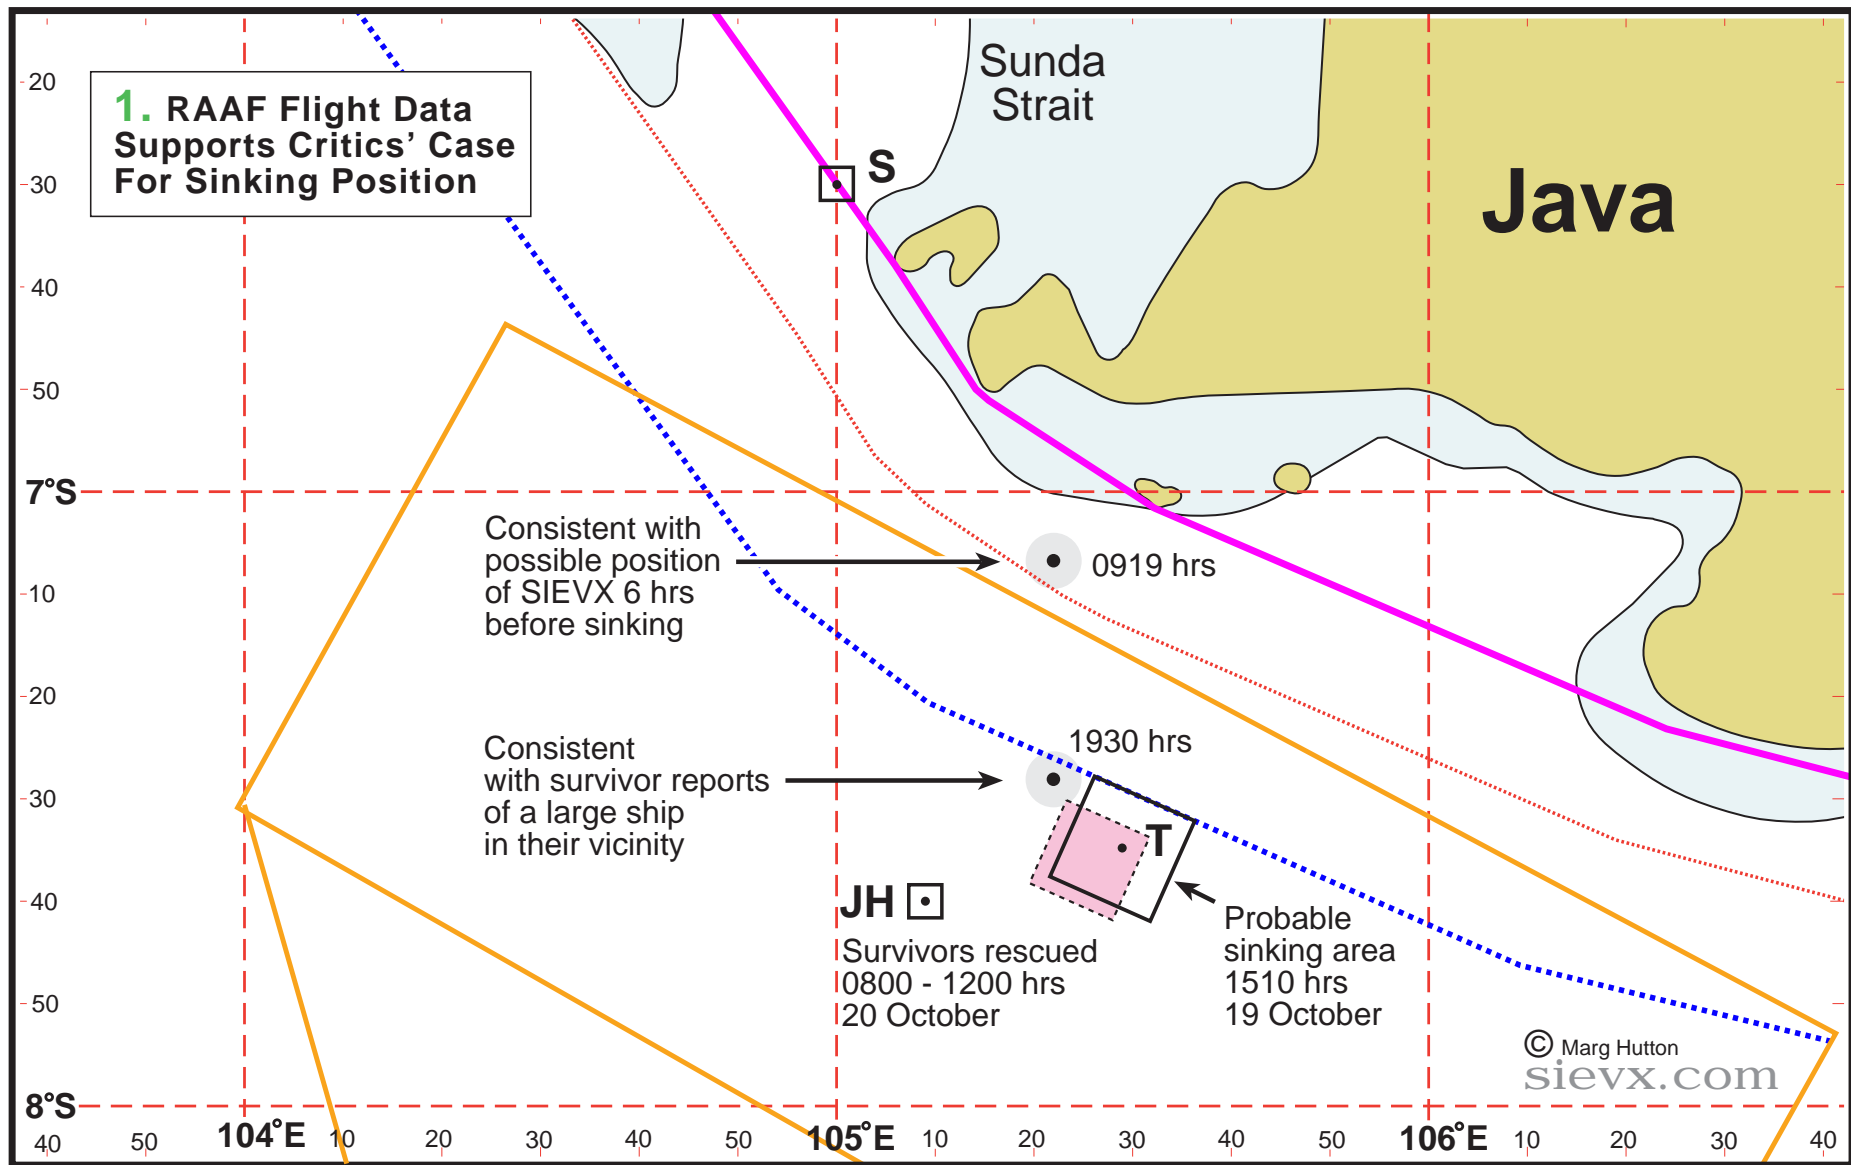 1. RAAF Flight Data
Supports Critics' Case
For Sinking Position
Sunda
Strait
Java
S
20
30
40
50
7°S
10
20
30
40
50
8°S
Consistent with
possible position
of SIEVX 6 hrs
before sinking
0919 hrs
Consistent
with survivor reports
of a large ship
in their vicinity
1930 hrs
T
JH
Survivors rescued
0800 - 1200 hrs
20 October
Probable
sinking area
1510 hrs
19 October
© Marg Hutton
sievx.com
40 50 104°E 10 20 30 40 50 105°E 10 20 30 50 106°E 10 20 30 40